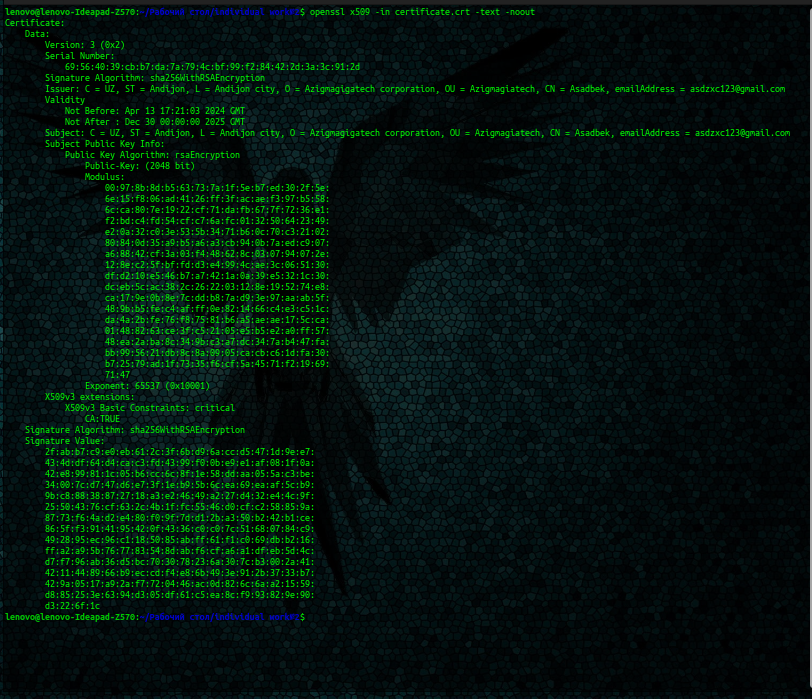 lenovo@lenovo-Ideapad-Z570: $ openssl x509 -in certificate.crt -text -noout
Certificate:
Data:
Version: 3 (0x2)
Serial Number:
69:56:40:39:cb:b7:da:7a:79:4c:bf:99:f2:84:42:2d:3a:3c:91:2d
Signature Algorithm: sha256WithRSAEncryption
Issuer: C = UZ, ST = Andijon, L = Andijon city, O = Azigmagigatech corporation, OU = Azigmagiatech, CN = Asadbek, emailAddress = asdzxc123@gmail.com
Validity
Not Before: Apr 13 17:21:03 2024 GMT
Not After : Dec 30 00:00:00 2025 GMT
Subject: C = UZ, ST = Andijon, L = Andijon city, O = Azigmagigatech corporation, OU = Azigmagiatech, CN = Asadbek, emailAddress = asdzxc123@gmail.com
Subject Public Key Info:
Public Key Algorithm: rsaEncryption
Public-Key: (2048 bit)
Modulus:
00:97:8b:8d:b5:63:73:7a:1f:5e:b7:ed:30:2f:5e:
6e:15:f8:06:ad:41:26:ff:3f:ac:ae:f3:97:b5:58:
6c:ca:80:7e:19:22:cf:71:da:fb:67:7f:72:36:e1:
f2:bd:c4:fd:54:cf:c7:6a:fc:01:32:50:64:23:49:
e2:0a:32:c0:3e:53:5b:34:71:b6:0c:70:c3:21:02:
80:84:0d:35:a9:b5:a6:a3:cb:94:0b:7a:ed:c9:07:
a6:88:42:cf:3a:03:f4:48:62:8c:03:07:94:07:2e:
12:8e:c2:5f:bf:fd:d3:e4:99:4c:ae:3c:06:51:30:
df:d2:10:e5:46:b7:a7:42:1a:0a:39:e5:32:1c:30:
dc:eb:5c:ac:38:2c:26:22:03:12:8e:19:52:74:e8:
ca:17:9e:0b:8e:7c:dd:b8:7a:d9:3e:97:aa:ab:5f:
48:9b:b5:fe:c4:af:ff:0e:82:14:66:c4:e3:c5:1c:
da:4a:2b:fe:76:f8:75:81:b6:a5:ae:ae:17:5c:ca:
01:48:82:63:ce:3f:c5:21:05:e5:b5:e2:a0:ff:57:
48:ea:2a:ba:8c:34:9b:c3:a7:dc:34:7a:b4:47:fa:
bb:99:56:21:db:8c:8a:09:05:ca:cb:c6:1d:fa:30:
b7:25:79:ad:1f:73:35:f6:cf:5a:45:71:f2:19:69:
71:47
Exponent: 65537 (0x10001)
X509v3 extensions:
X509v3 Basic Constraints: critical
CA:TRUE
Signature Algorithm: sha256WithRSAEncryption
Signature Value:
2f:ab:b7:c9:e0:eb:61:2c:3f:6b:d9:6a:cc:d5:47:1d:9e:e7:
43:4d:df:64:d4:ca:c3:fd:43:99:f0:0b:e9:e1:af:08:1f:0a:
42:e8:99:81:1c:05:b6:cc:6c:8f:1e:58:dd:aa:05:5a:c3:be:
34:00:7c:d7:47:d6:e7:3f:1e:b9:5b:6c:ea:69:ea:af:5c:b9:
9b:c8:88:38:87:27:18:a3:e2:46:49:a2:27:d4:32:e4:4c:9f:
25:50:43:76:cf:63:2c:4b:1f:fc:55:46:d0:cf:c2:58:85:9a:
87:73:f6:4a:d2:e4:80:f0:9f:7d:d1:2b:a3:50:b2:42:b1:ce:
86:5f:f3:91:41:95:42:0f:43:36:c0:c0:7c:51:68:07:84:c9:
49:28:95:ec:96:c1:18:50:85:ab:ff:61:f1:c0:69:db:b2:16:
ff:a2:a9:5b:76:77:83:54:8d:ab:f6:cf:a6:a1:df:eb:5d:4c:
d7:f7:96:ab:36:d5:bc:70:30:78:23:6a:30:7c:b3:00:2a:41:
42:11:44:89:66:b9:ec:cd:f4:e8:6b:49:3e:91:2b:37:33:b7:
42:9a:05:17:a9:2a:f7:72:04:46:ac:0d:82:6c:6a:a2:15:59:
d8:85:25:3e:63:94:d3:05:df:61:c5:ea:8c:f9:93:82:9e:90:
d3:22:6f:1c
lenovo@lenovo-Ideapad-Z570: $